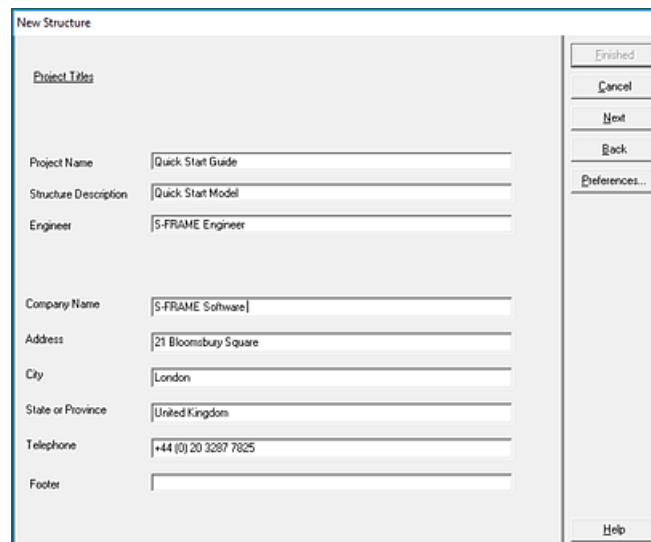 New Structure
Project Titles
Finished
Cancel
Next
Back
Preferences...
Project Name Quick Start Guide
Structure Description Quick Start Model
Engineer S-FRAME Engineer
Company Name S-FRAME Software
Address 21 Bloomsbury Square
City London
State or Province United Kingdom
Telephone +44 (0) 20 3287 7825
Footer
Help